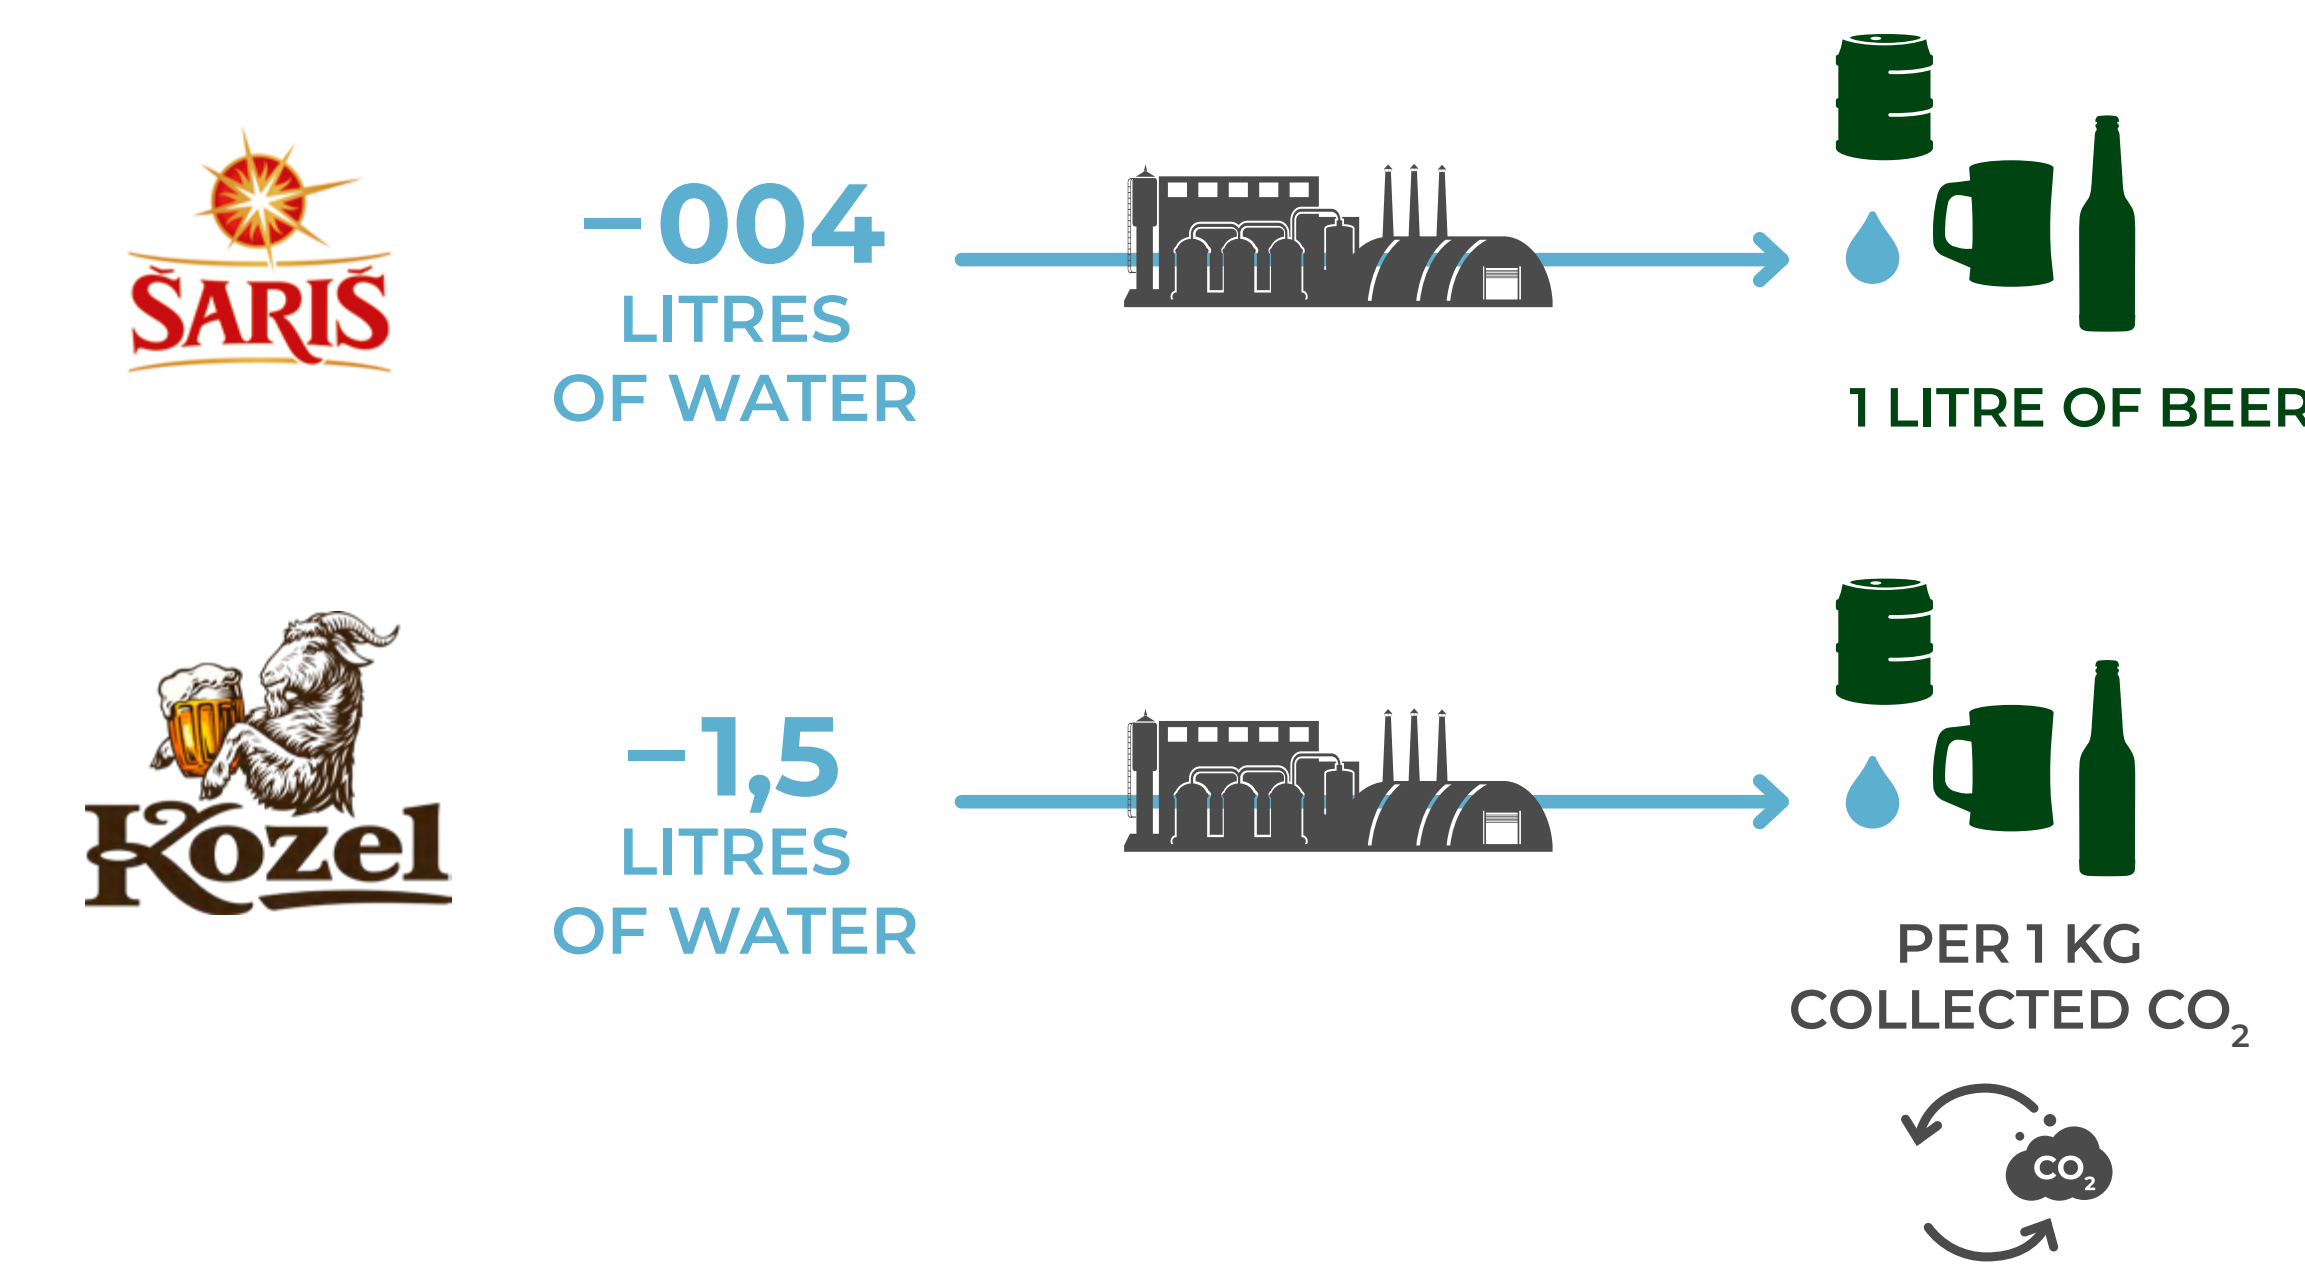 ŠARIŠ
–004
LITRES
OF WATER
1 LITRE OF BEER
Kozel
–1,5
LITRES
OF WATER
PER 1 KG
COLLECTED CO₂
CO₂